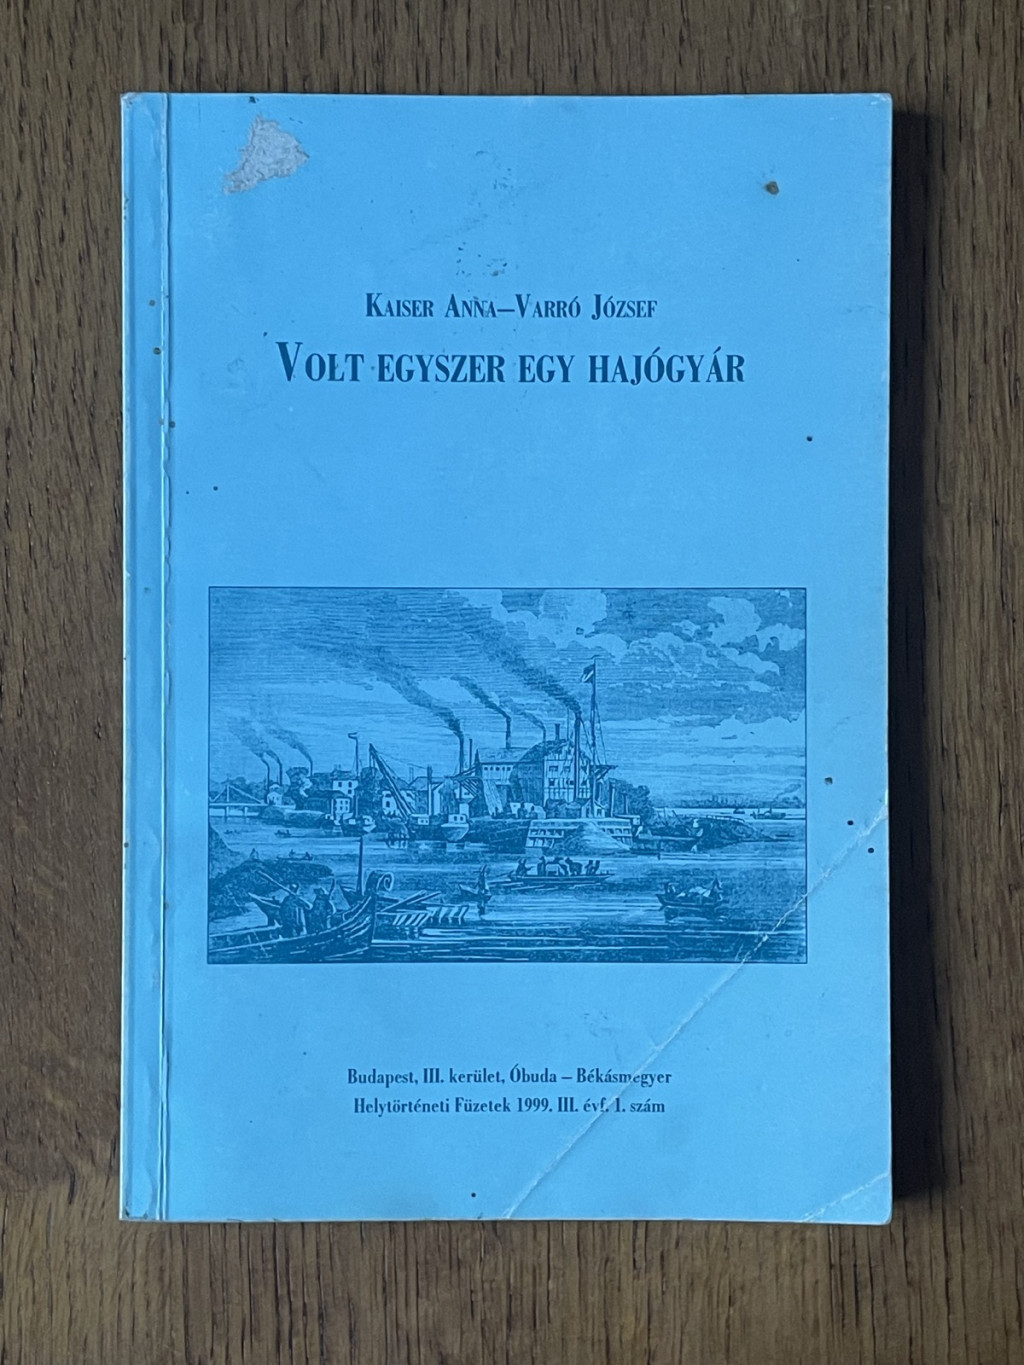 KAISER ANNA–VARRÓ JÓZSEF
VOLT EGYSZER EGY HAJÓGYÁR
Budapest, III. kerület, Óbuda – Békásmegyer
Helytörténeti Füzetek 1999. III. évf. 1. szám